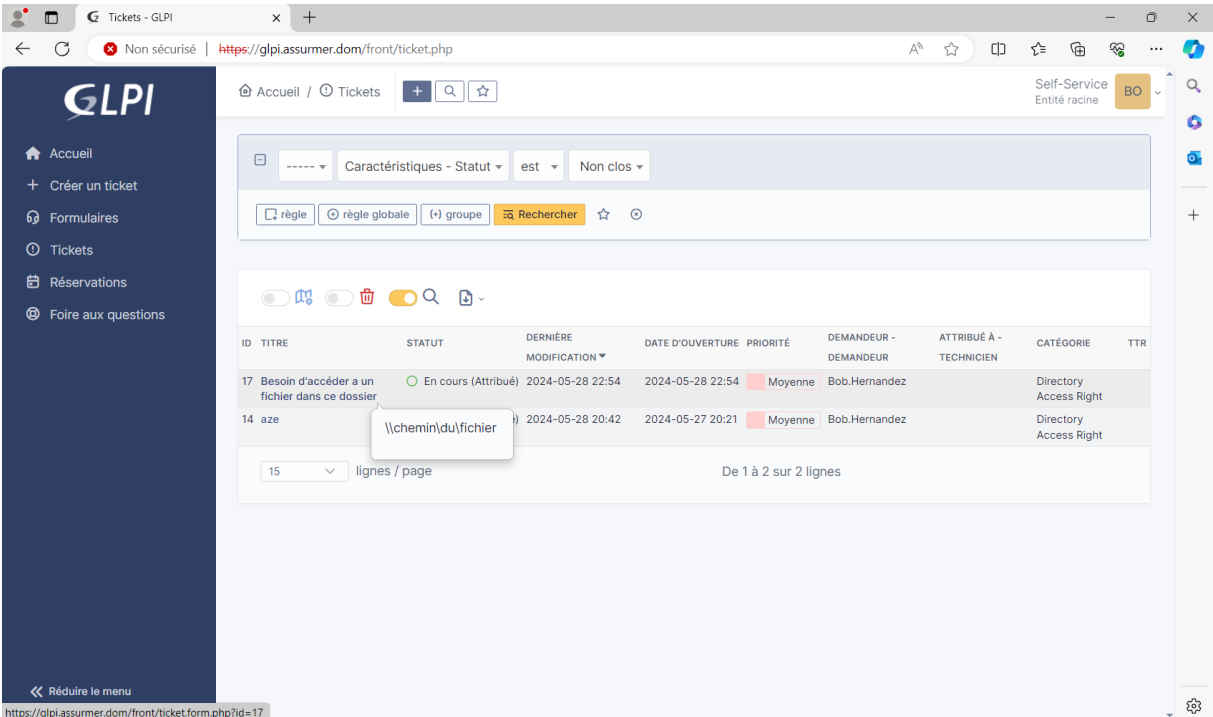 Tickets - GLPI
Non sécurisé | https://glpi.assurmer.dom/front/ticket.php
GLPI
Accueil / Tickets
Self-Service
Entité racine
BO
Accueil
Créer un ticket
Formulaires
Tickets
Réservations
Foire aux questions
----- Caractéristiques - Statut est Non clos
règle règle globale (+) groupe Rechercher
ID TITRE STATUT DERNIÈRE MODIFICATION DATE D'OUVERTURE PRIORITÉ DEMANDEUR - DEMANDEUR ATTRIBUÉ À - TECHNICIEN CATÉGORIE TTR
17 Besoin d'accéder a un fichier dans ce dossier En cours (Attribué) 2024-05-28 22:54 2024-05-28 22:54 Moyenne Bob.Hernandez Directory Access Right
14 aze é) 2024-05-28 20:42 2024-05-27 20:21 Moyenne Bob.Hernandez Directory Access Right
\\chemin\du\fichier
15 lignes / page De 1 à 2 sur 2 lignes
Réduire le menu
https://glpi.assurmer.dom/front/ticket.form.php?id=17